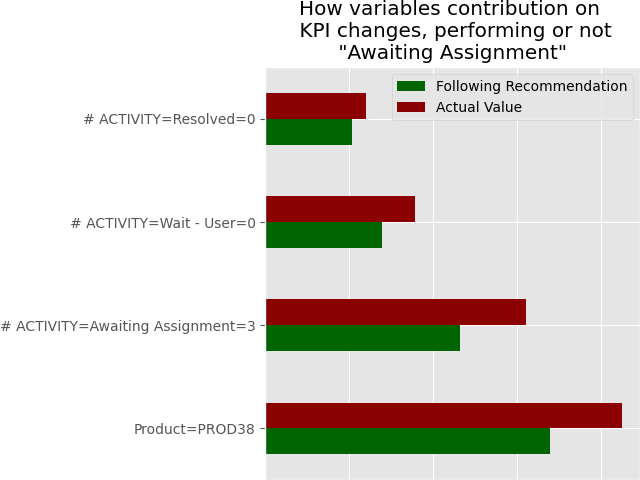 How variables contribution on
KPI changes, performing or not
"Awaiting Assignment"
Following Recommendation
Actual Value
# ACTIVITY=Resolved=0
# ACTIVITY=Wait - User=0
# ACTIVITY=Awaiting Assignment=3
Product=PROD38